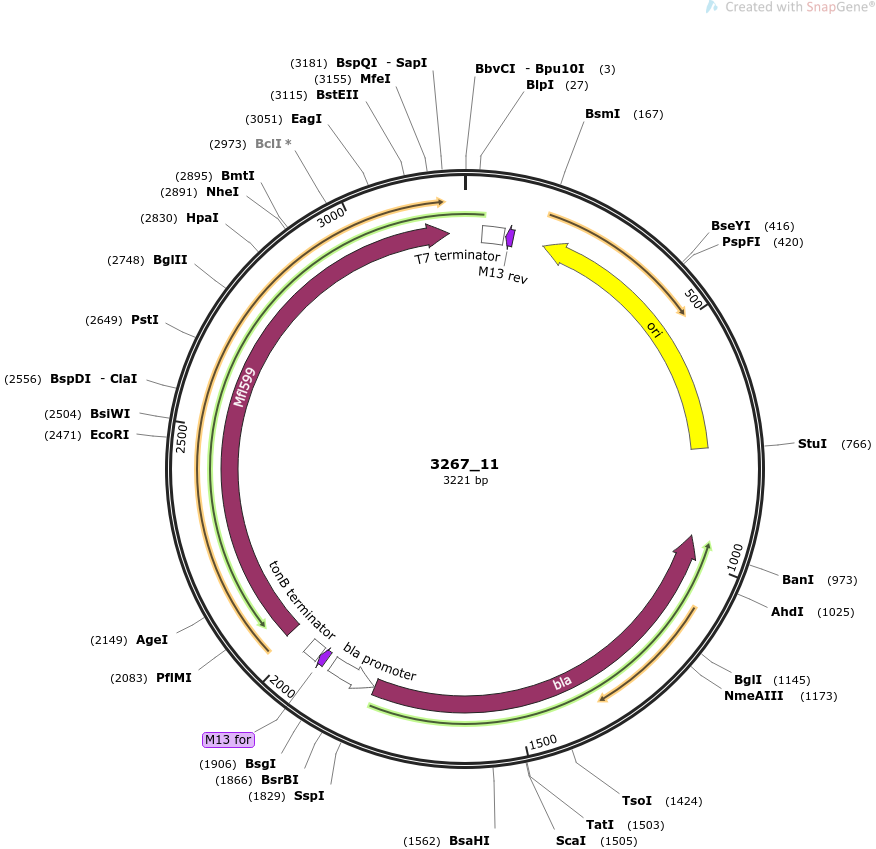 Created with SnapGene®
(3181) BspQI - SapI
(3155) MfeI
(3115) BstEII
(3051) EagI
(2973) BclI *
(2895) BmtI
(2891) NheI
(2830) HpaI
(2748) BglII
(2649) PstI
(2556) BspDI - ClaI
(2504) BsiWI
(2471) EcoRI
(2149) AgeI
(2083) PflMI
M13 for
(1906) BsgI
(1866) BsrBI
(1829) SspI
(1562) BsaHI
BbvCI - Bpu10I (3)
BlpI (27)
BsmI (167)
BseYI (416)
PspFI (420)
StuI (766)
BanI (973)
AhdI (1025)
BglI (1145)
NmeAIII (1173)
TsoI (1424)
TatI (1503)
ScaI (1505)
500
1000
1500
2000
2500
3000
T7 terminator
M13 rev
ori
Mfl599
tonB terminator
bla promoter
bla
3267_11
3221 bp